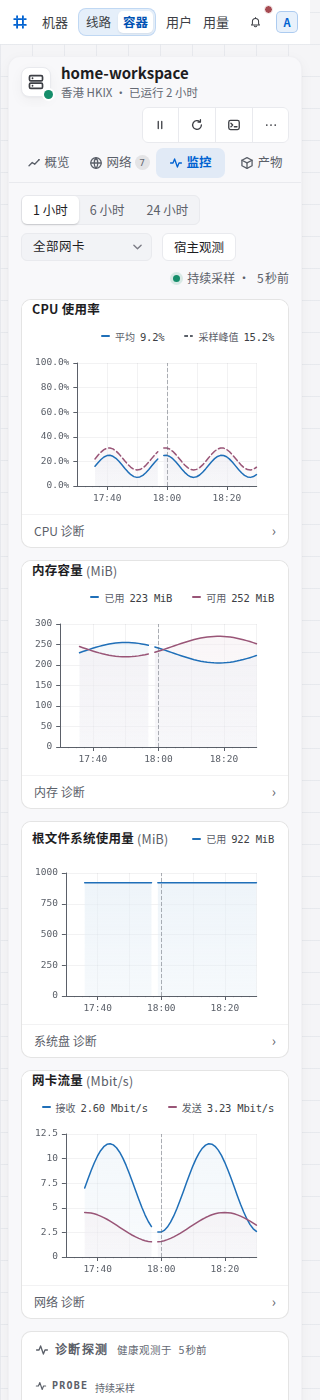 机器 线路 容器 用户 用量 A
home-workspace
香港 HKIX • 已运行 2 小时
概览 网络 7 监控 产物
1 小时 6 小时 24 小时
全部网卡 宿主观测
持续采样 • 5秒前
CPU 使用率
平均 9.2% 采样峰值 15.2%
100.0%
80.0%
60.0%
40.0%
20.0%
0.0%
17:40 18:00 18:20
CPU 诊断 ›
内存容量 (MiB)
已用 223 MiB 可用 252 MiB
300
250
200
150
100
50
0
17:40 18:00 18:20
内存 诊断 ›
根文件系统使用量 (MiB) 已用 922 MiB
1000
750
500
250
0
17:40 18:00 18:20
系统盘 诊断 ›
网卡流量 (Mbit/s)
接收 2.60 Mbit/s 发送 3.23 Mbit/s
12.5
10
7.5
5
2.5
0
17:40 18:00 18:20
网络 诊断 ›
诊断探测 健康观测于 5秒前
PROBE 持续采样